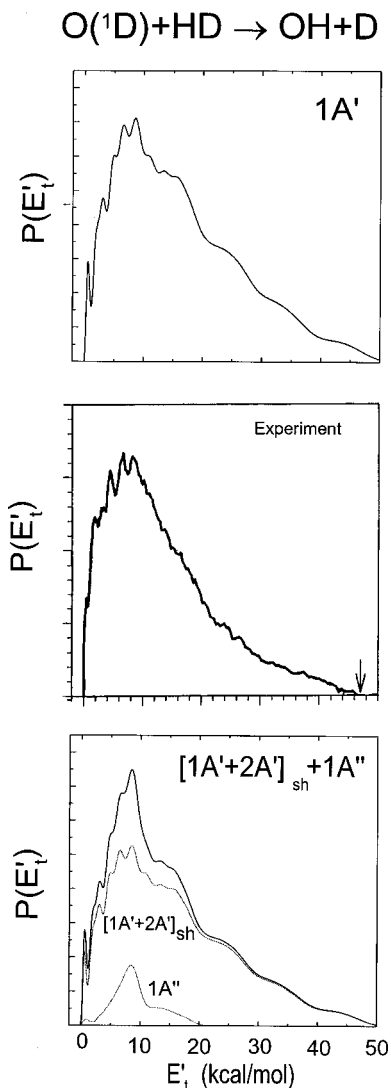 O(¹D)+HD → OH+D
1A'
P(E'ₜ)
Experiment
P(E'ₜ)
[1A'+2A']ₛₕ+1A''
P(E'ₜ)
[1A'+2A']ₛₕ
1A''
0 10 20 30 40 50
E'ₜ (kcal/mol)